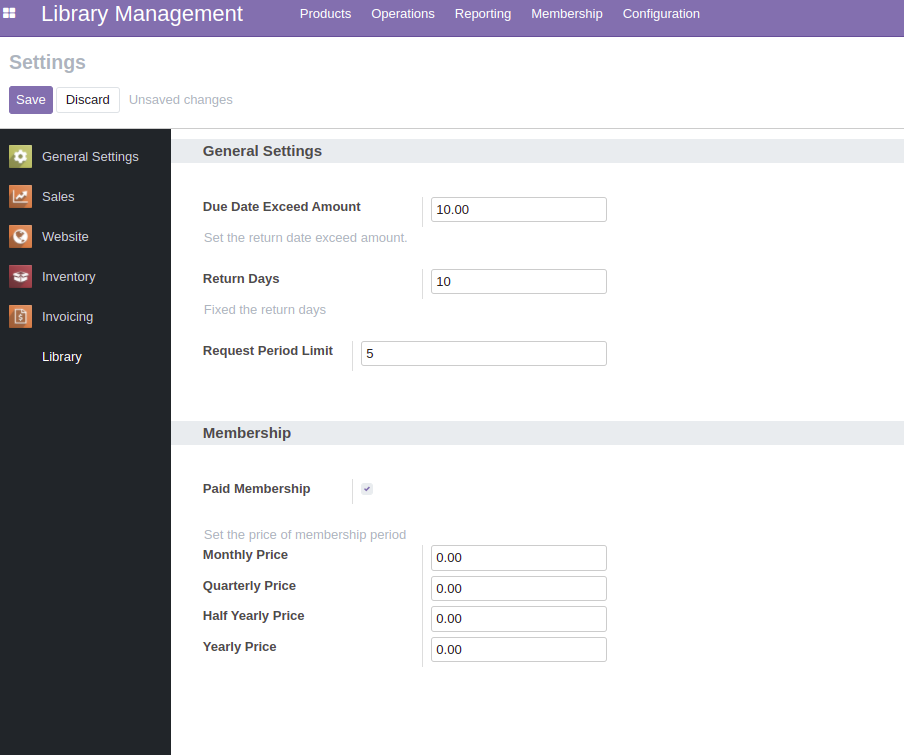 Library Management
Products Operations Reporting Membership Configuration
Settings
Save Discard Unsaved changes
General Settings
Sales
Website
Inventory
Invoicing
Library
General Settings
Due Date Exceed Amount 10.00
Set the return date exceed amount.
Return Days 10
Fixed the return days
Request Period Limit 5
Membership
Paid Membership
Set the price of membership period
Monthly Price 0.00
Quarterly Price 0.00
Half Yearly Price 0.00
Yearly Price 0.00